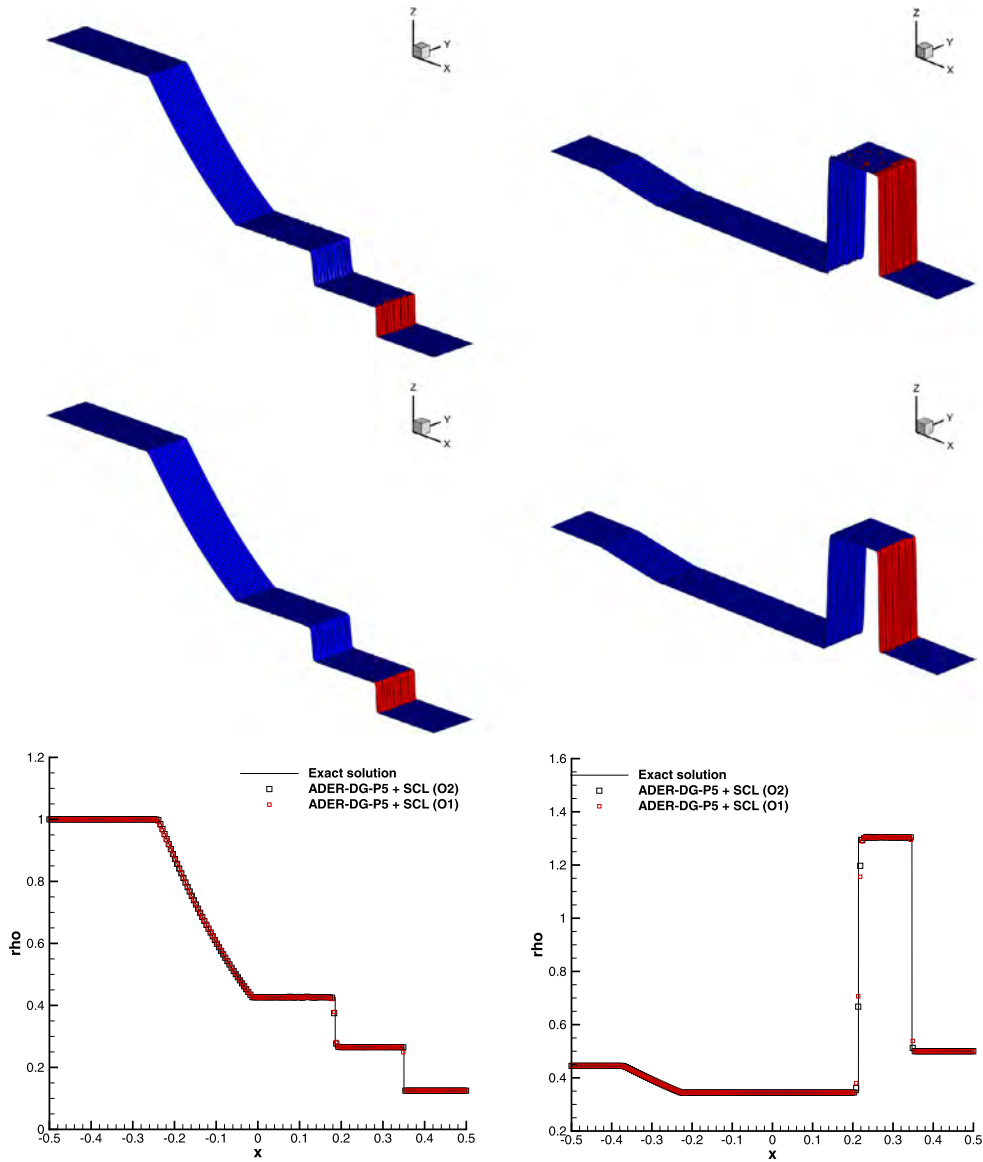 Z
Y
X
Z
Y
X
Z
Y
X
Z
Y
X
1.2
1
0.8
0.6
0.4
0.2
0
rho
-0.5 -0.4 -0.3 -0.2 -0.1 0 0.1 0.2 0.3 0.4 0.5
x
Exact solution
ADER-DG-P5 + SCL (O2)
ADER-DG-P5 + SCL (O1)
1.6
1.4
1.2
1
0.8
0.6
0.4
0.2
rho
-0.5 -0.4 -0.3 -0.2 -0.1 0 0.1 0.2 0.3 0.4 0.5
x
Exact solution
ADER-DG-P5 + SCL (O2)
ADER-DG-P5 + SCL (O1)